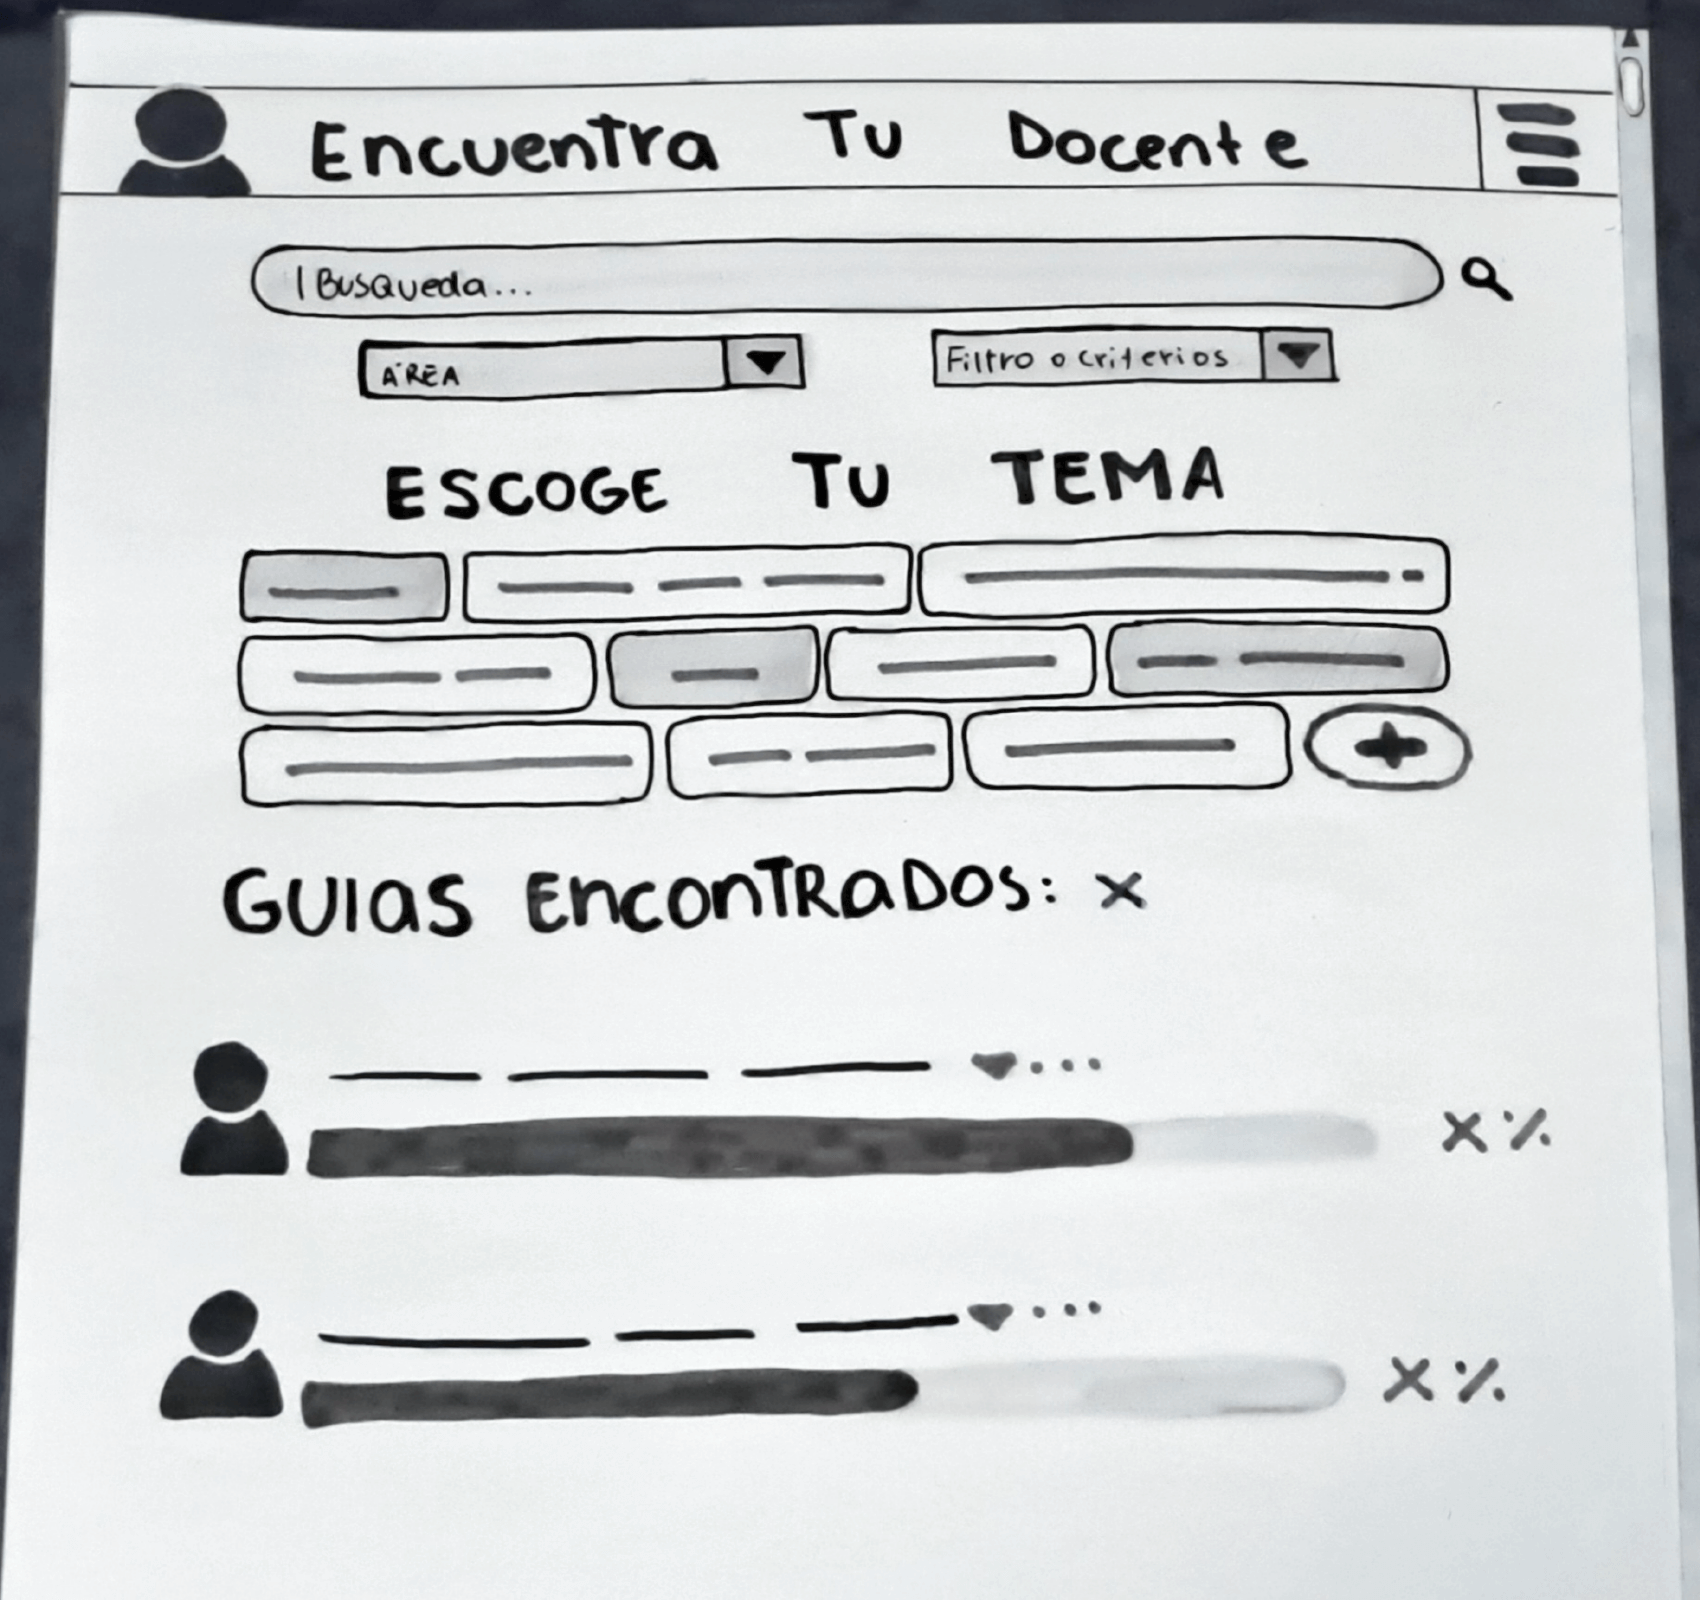 Encuentra Tu Docente
Busqueda...
ÁREA
Filtro o criterios
ESCOGE TU TEMA
GUIAS EnconTRaDOS: X
X %
X %